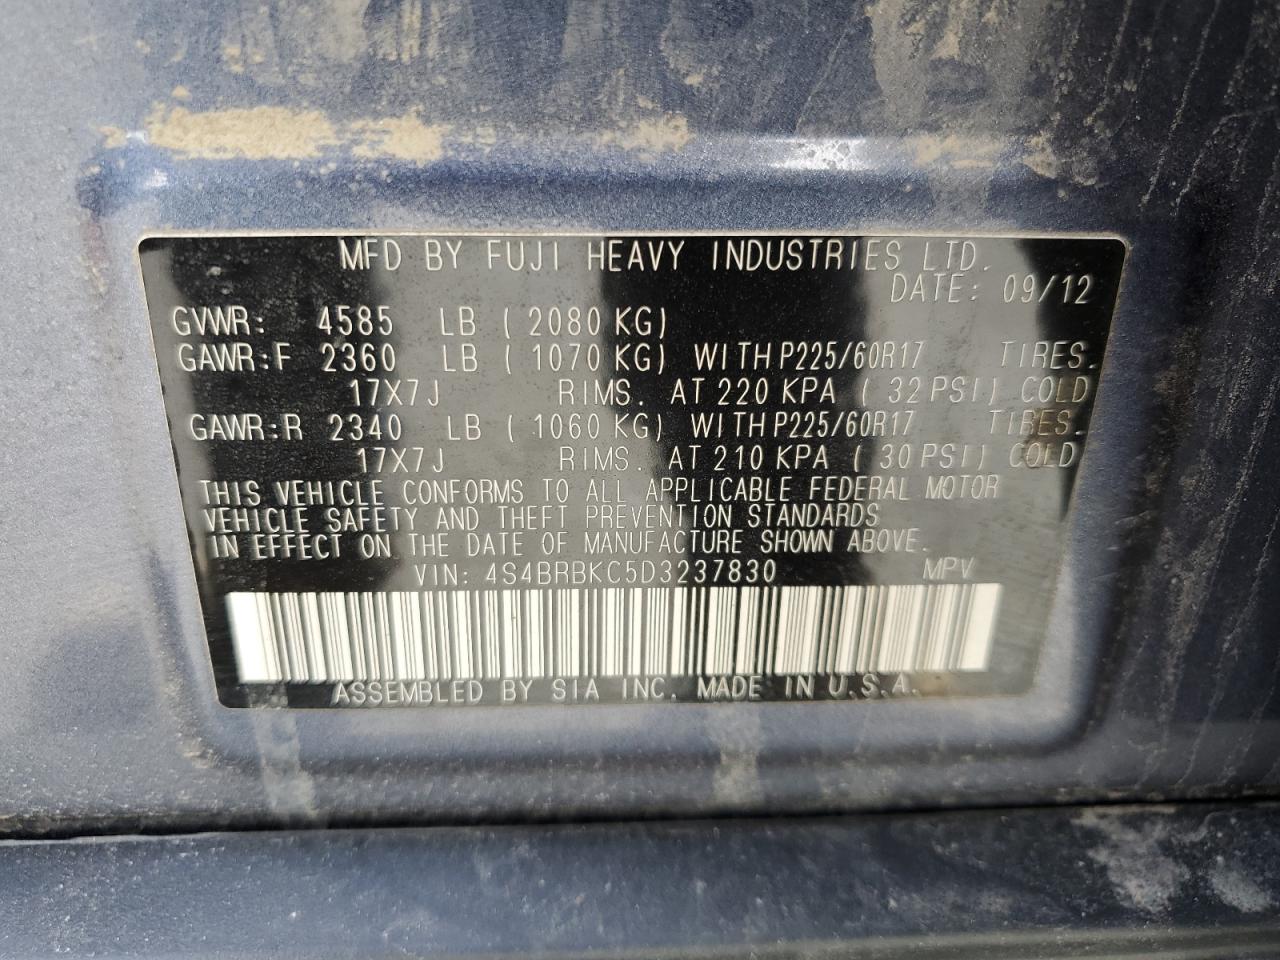 MFD BY FUJI HEAVY INDUSTRIES LTD.
DATE: 09/12
GVWR: 4585 LB ( 2080 KG)
GAWR:F 2360 LB ( 1070 KG) WITH P225/60R17 TIRES.
17X7J RIMS. AT 220 KPA ( 32 PSI) COLD
GAWR:R 2340 LB ( 1060 KG) WITH P225/60R17 TIRES.
17X7J RIMS. AT 210 KPA ( 30 PSI) COLD
THIS VEHICLE CONFORMS TO ALL APPLICABLE FEDERAL MOTOR
VEHICLE SAFETY AND THEFT PREVENTION STANDARDS
IN EFFECT ON THE DATE OF MANUFACTURE SHOWN ABOVE.
VIN: 4S4BRBKC5D3237830 MPV
ASSEMBLED BY SIA INC. MADE IN U.S.A.